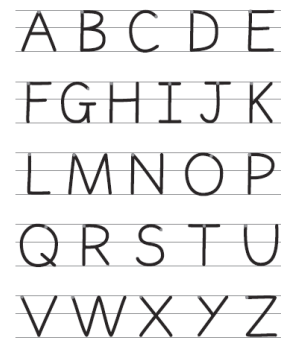 A B C D E
F G H I J K
L M N O P
Q R S T U
V W X Y Z